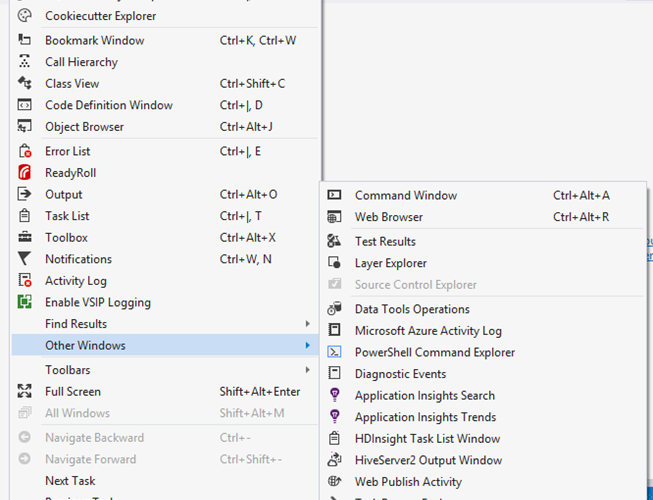 Cookiecutter Explorer
Bookmark Window Ctrl+K, Ctrl+W
Call Hierarchy
Class View Ctrl+Shift+C
Code Definition Window Ctrl+|, D
Object Browser Ctrl+Alt+J
Error List Ctrl+|, E
ReadyRoll
Output Ctrl+Alt+O
Task List Ctrl+|, T
Toolbox Ctrl+Alt+X
Notifications Ctrl+W, N
Activity Log
Enable VSIP Logging
Find Results
Other Windows
Toolbars
Full Screen Shift+Alt+Enter
All Windows Shift+Alt+M
Navigate Backward Ctrl+-
Navigate Forward Ctrl+Shift+-
Next Task
Command Window Ctrl+Alt+A
Web Browser Ctrl+Alt+R
Test Results
Layer Explorer
Source Control Explorer
Data Tools Operations
Microsoft Azure Activity Log
PowerShell Command Explorer
Diagnostic Events
Application Insights Search
Application Insights Trends
HDInsight Task List Window
HiveServer2 Output Window
Web Publish Activity